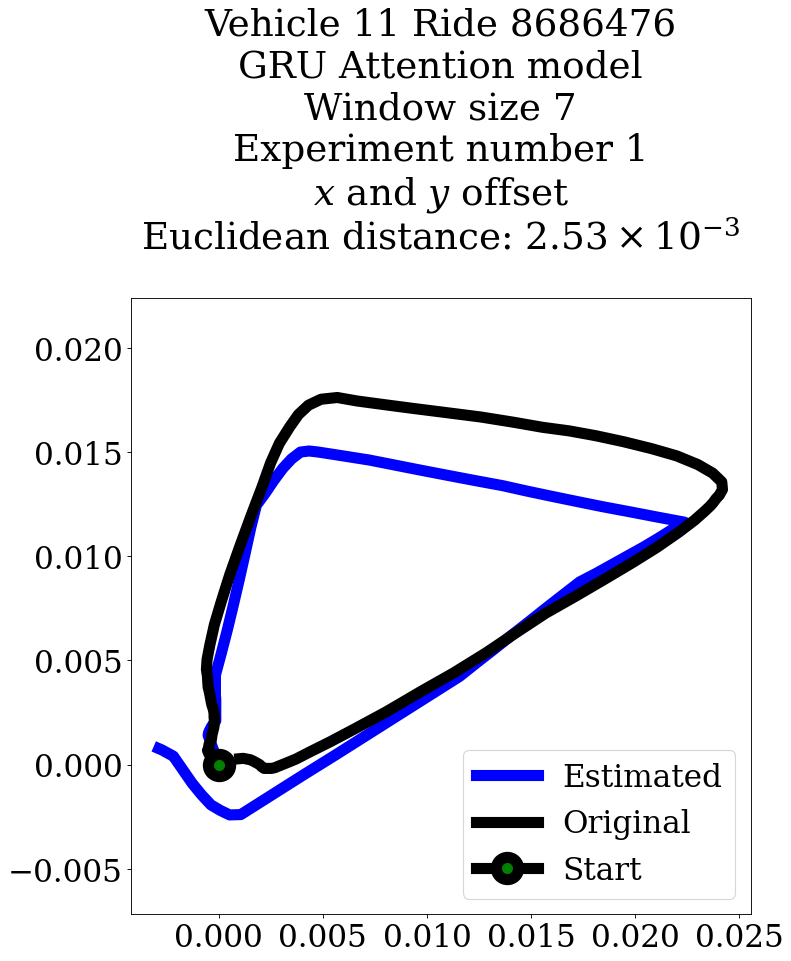 Vehicle 11 Ride 8686476
GRU Attention model
Window size 7
Experiment number 1
x and y offset
Euclidean distance: 2.53 × 10⁻³
0.020
0.015
0.010
0.005
0.000
−0.005
Estimated
Original
Start
0.000 0.005 0.010 0.015 0.020 0.025